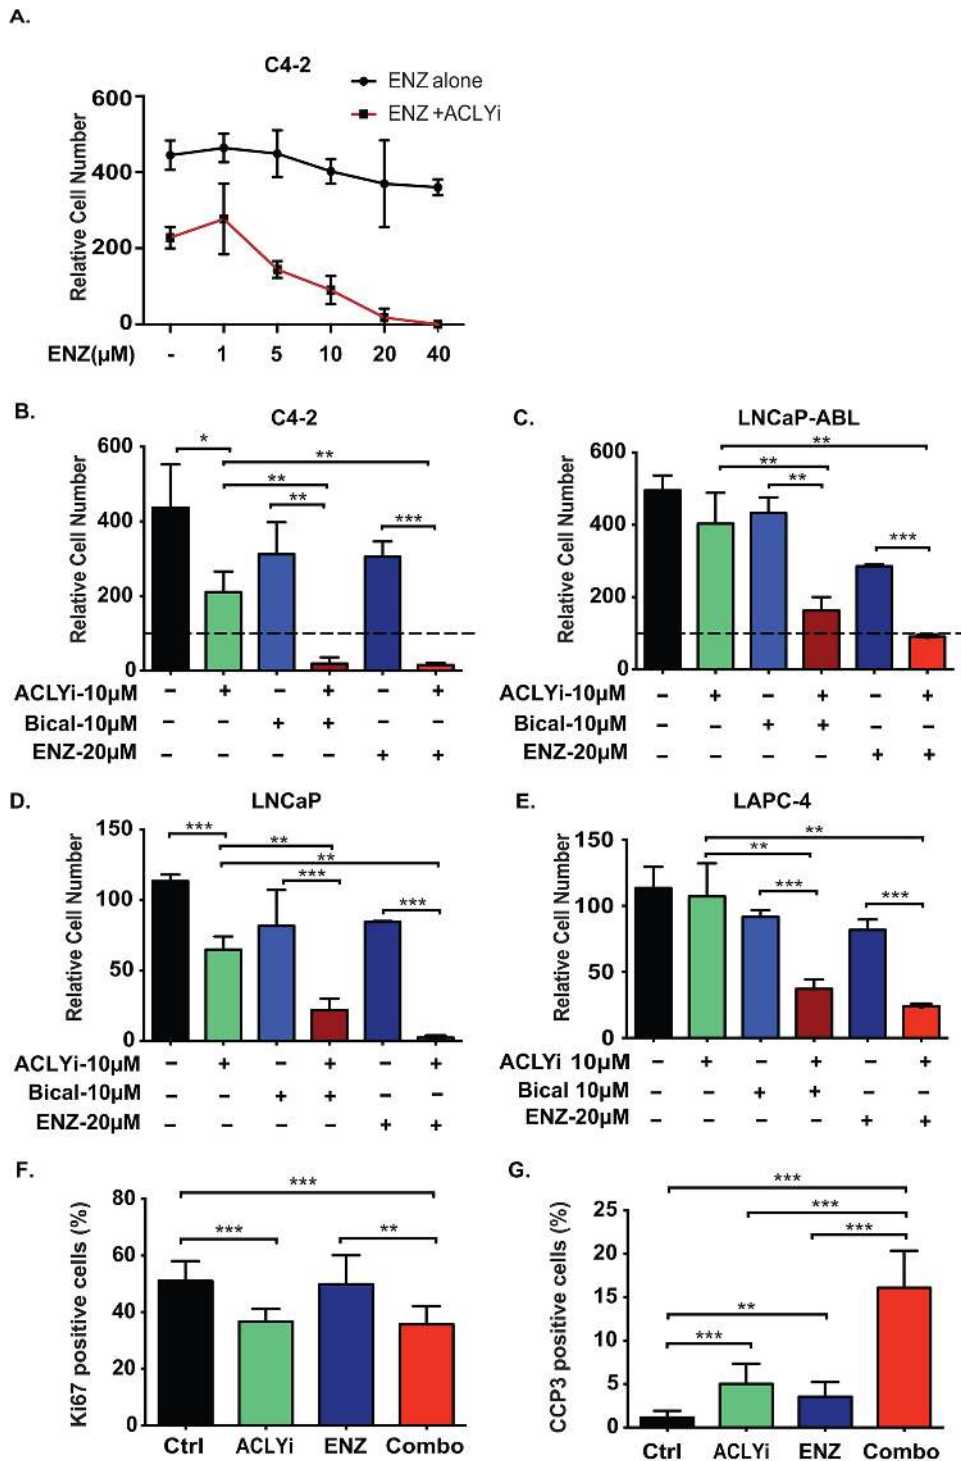 A.
C4-2
ENZ alone
ENZ +ACLYi
Relative Cell Number
600
400
200
0
ENZ(µM) - 1 5 10 20 40
B.
C4-2
Relative Cell Number
600
400
200
0
* ** ** ** ***
ACLYi-10µM – + – + – +
Bical-10µM – – + + – –
ENZ-20µM – – – – + +
C.
LNCaP-ABL
Relative Cell Number
600
400
200
0
** ** ** ***
ACLYi-10µM – + – + – +
Bical-10µM – – + + – –
ENZ-20µM – – – – + +
D.
LNCaP
Relative Cell Number
150
100
50
0
*** ** ** *** ***
ACLYi-10µM – + – + – +
Bical-10µM – – + + – –
ENZ-20µM – – – – + +
E.
LAPC-4
Relative Cell Number
150
100
50
0
** ** *** ***
ACLYi 10µM – + – + – +
Bical 10µM – – + + – –
ENZ-20µM – – – – + +
F.
Ki67 positive cells (%)
80
60
40
20
0
*** *** **
Ctrl ACLYi ENZ Combo
G.
CCP3 positive cells (%)
25
20
15
10
5
0
*** *** *** ** ***
Ctrl ACLYi ENZ Combo